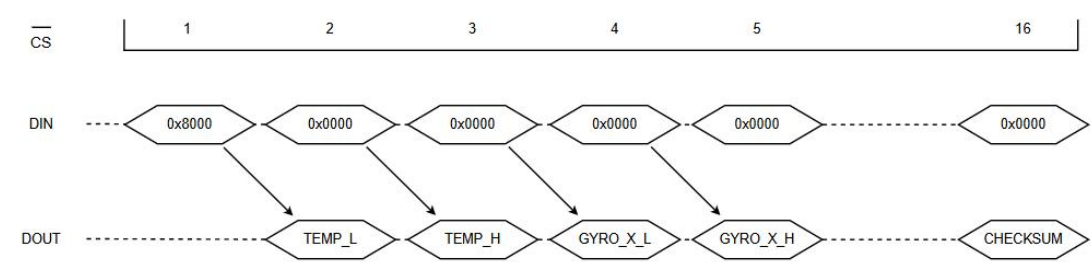 CS 1 2 3 4 5 16
DIN 0x8000 0x0000 0x0000 0x0000 0x0000 0x0000
DOUT TEMP_L TEMP_H GYRO_X_L GYRO_X_H CHECKSUM